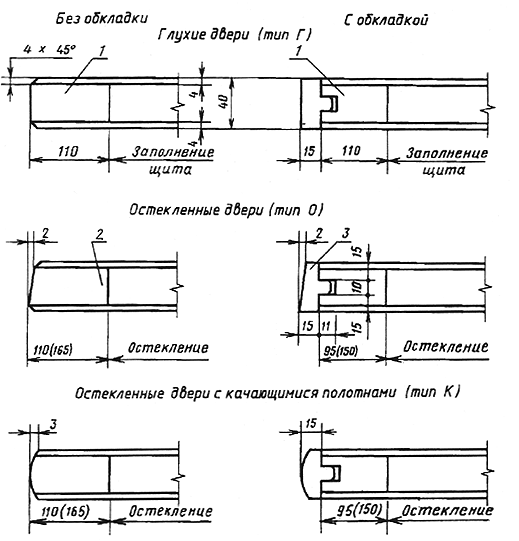 Без обкладки
С обкладкой
Глухие двери (тип Г)
4 × 45°
1
1
4
40
4
110
Заполнение
щита
15
110
Заполнение
щита
Остекленные двери (тип О)
2
2
2
3
15
10
15
15
11
110(165)
Остекление
95(150)
Остекление
Остекленные двери с качающимися полотнами (тип К)
3
15
110(165)
Остекление
95(150)
Остекление